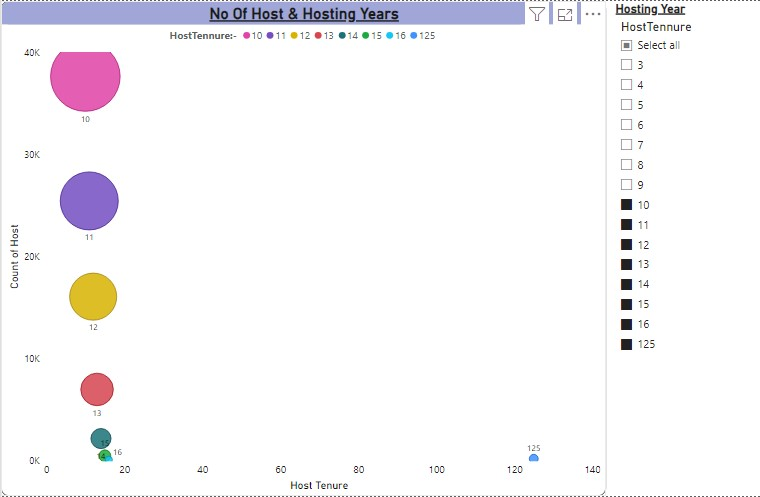 No Of Host & Hosting Years
HostTennure:- 10 11 12 13 14 15 16 125
Count of Host
40K
30K
20K
10K
0K
10
11
12
13
15
14
16
125
0 20 40 60 80 100 120 140
Host Tenure
Hosting Year
HostTennure
Select all
3
4
5
6
7
8
9
10
11
12
13
14
15
16
125